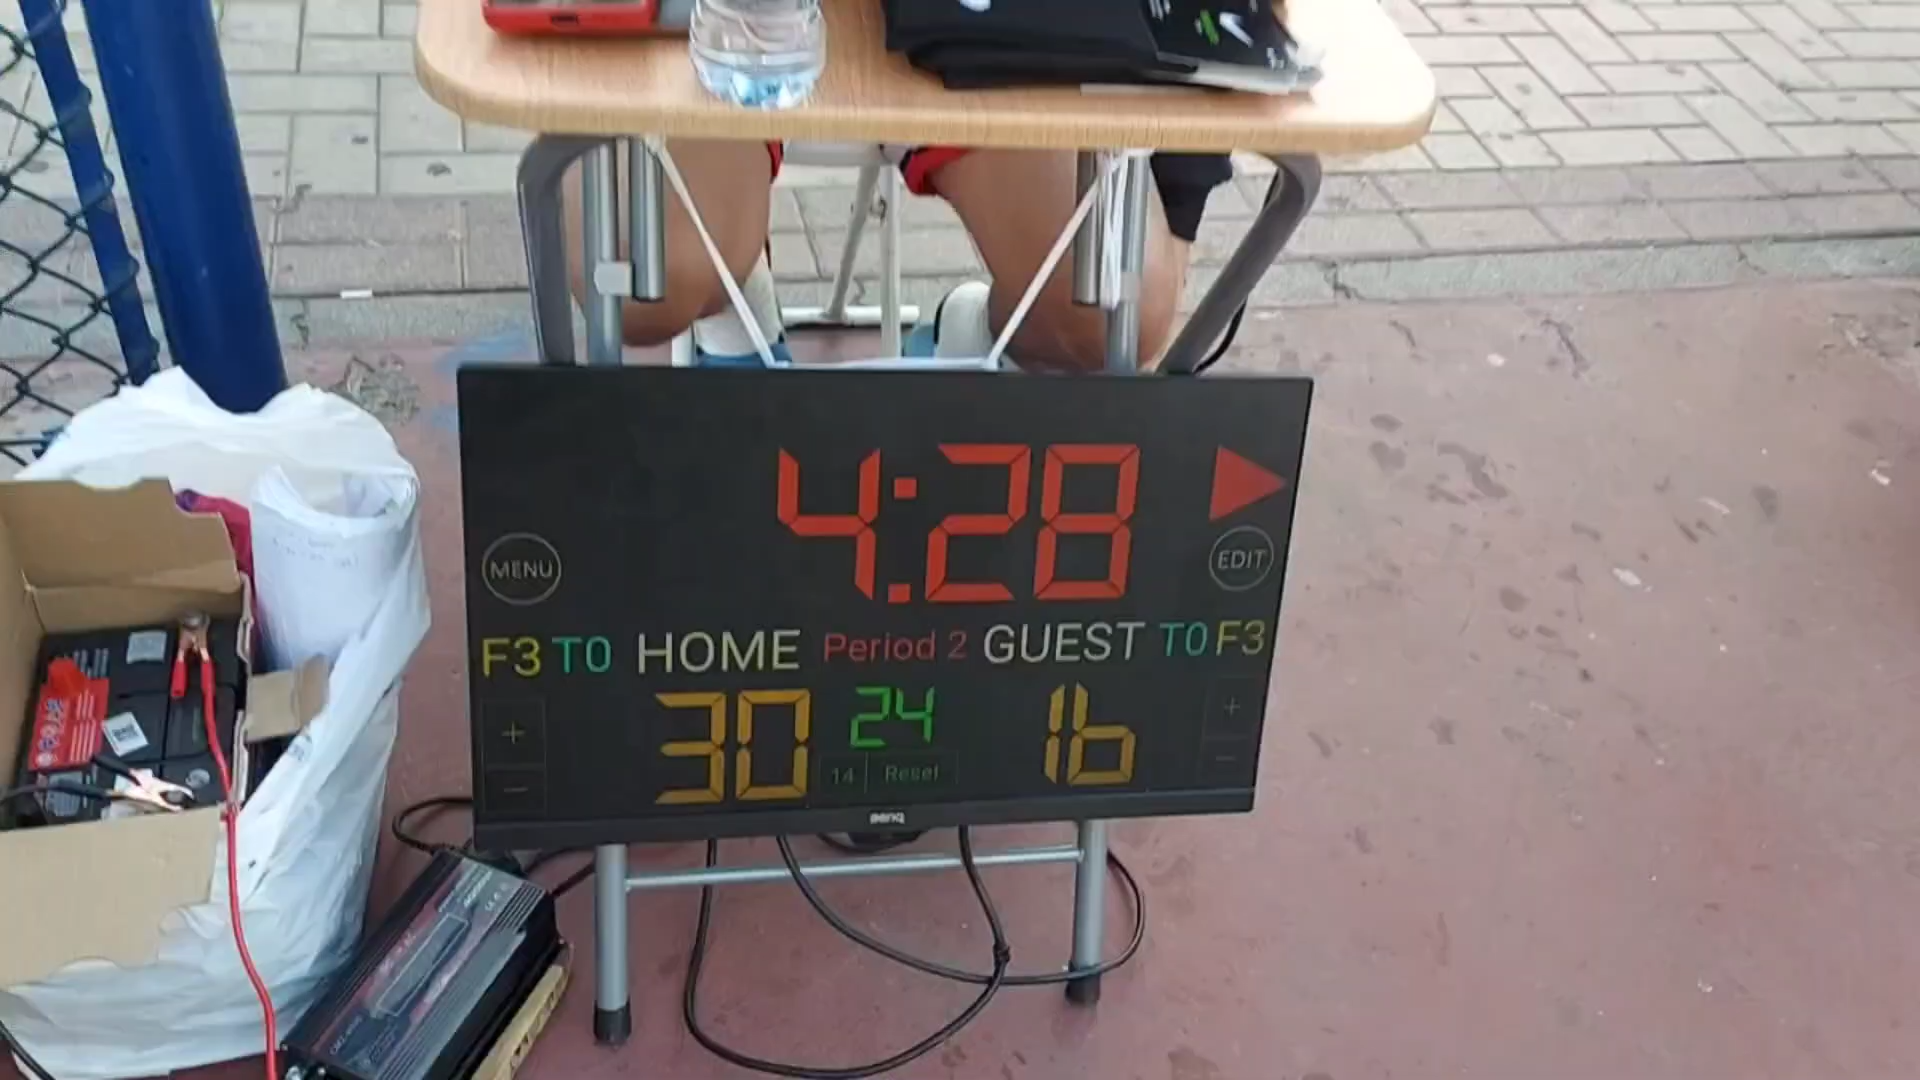 4:28
MENU
EDIT
F3 T0 HOME Period 2 GUEST T0 F3
+ 30 24 16 +
- 14 Reset -
BenQ